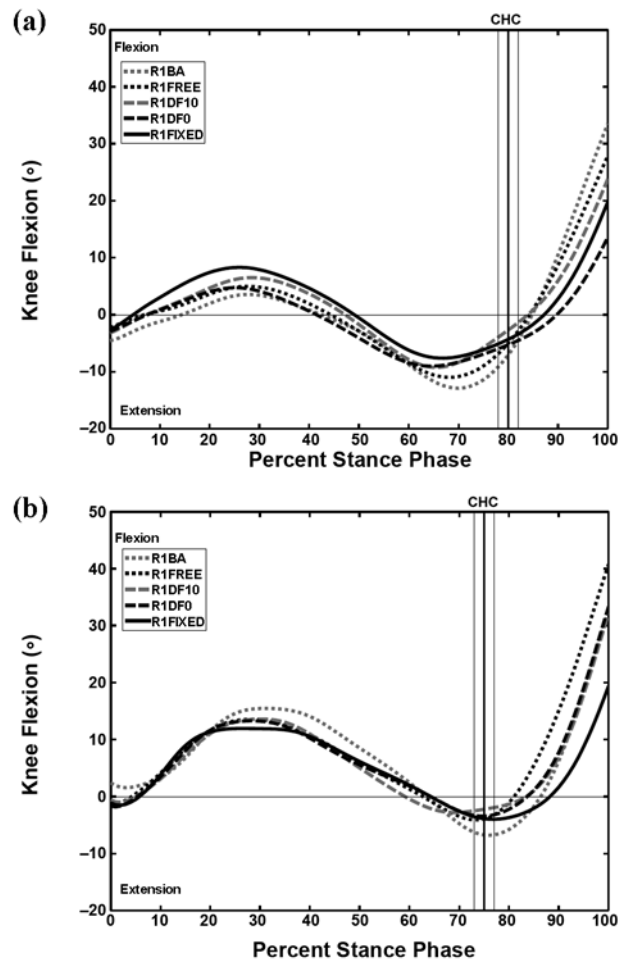 (a)
CHC
50
Flexion
R1BA
R1FREE
R1DF10
R1DF0
R1FIXED
40
30
20
10
0
–10
–20
Knee Flexion (°)
Extension
0 10 20 30 40 50 60 70 80 90 100
Percent Stance Phase
(b)
CHC
50
Flexion
R1BA
R1FREE
R1DF10
R1DF0
R1FIXED
40
30
20
10
0
–10
–20
Knee Flexion (°)
Extension
0 10 20 30 40 50 60 70 80 90 100
Percent Stance Phase